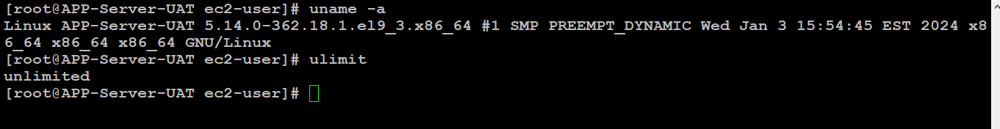 [root@APP-Server-UAT ec2-user]# uname -a
Linux APP-Server-UAT 5.14.0-362.18.1.el9_3.x86_64 #1 SMP PREEMPT_DYNAMIC Wed Jan 3 15:54:45 EST 2024 x8
6_64 x86_64 x86_64 GNU/Linux
[root@APP-Server-UAT ec2-user]# ulimit
unlimited
[root@APP-Server-UAT ec2-user]#